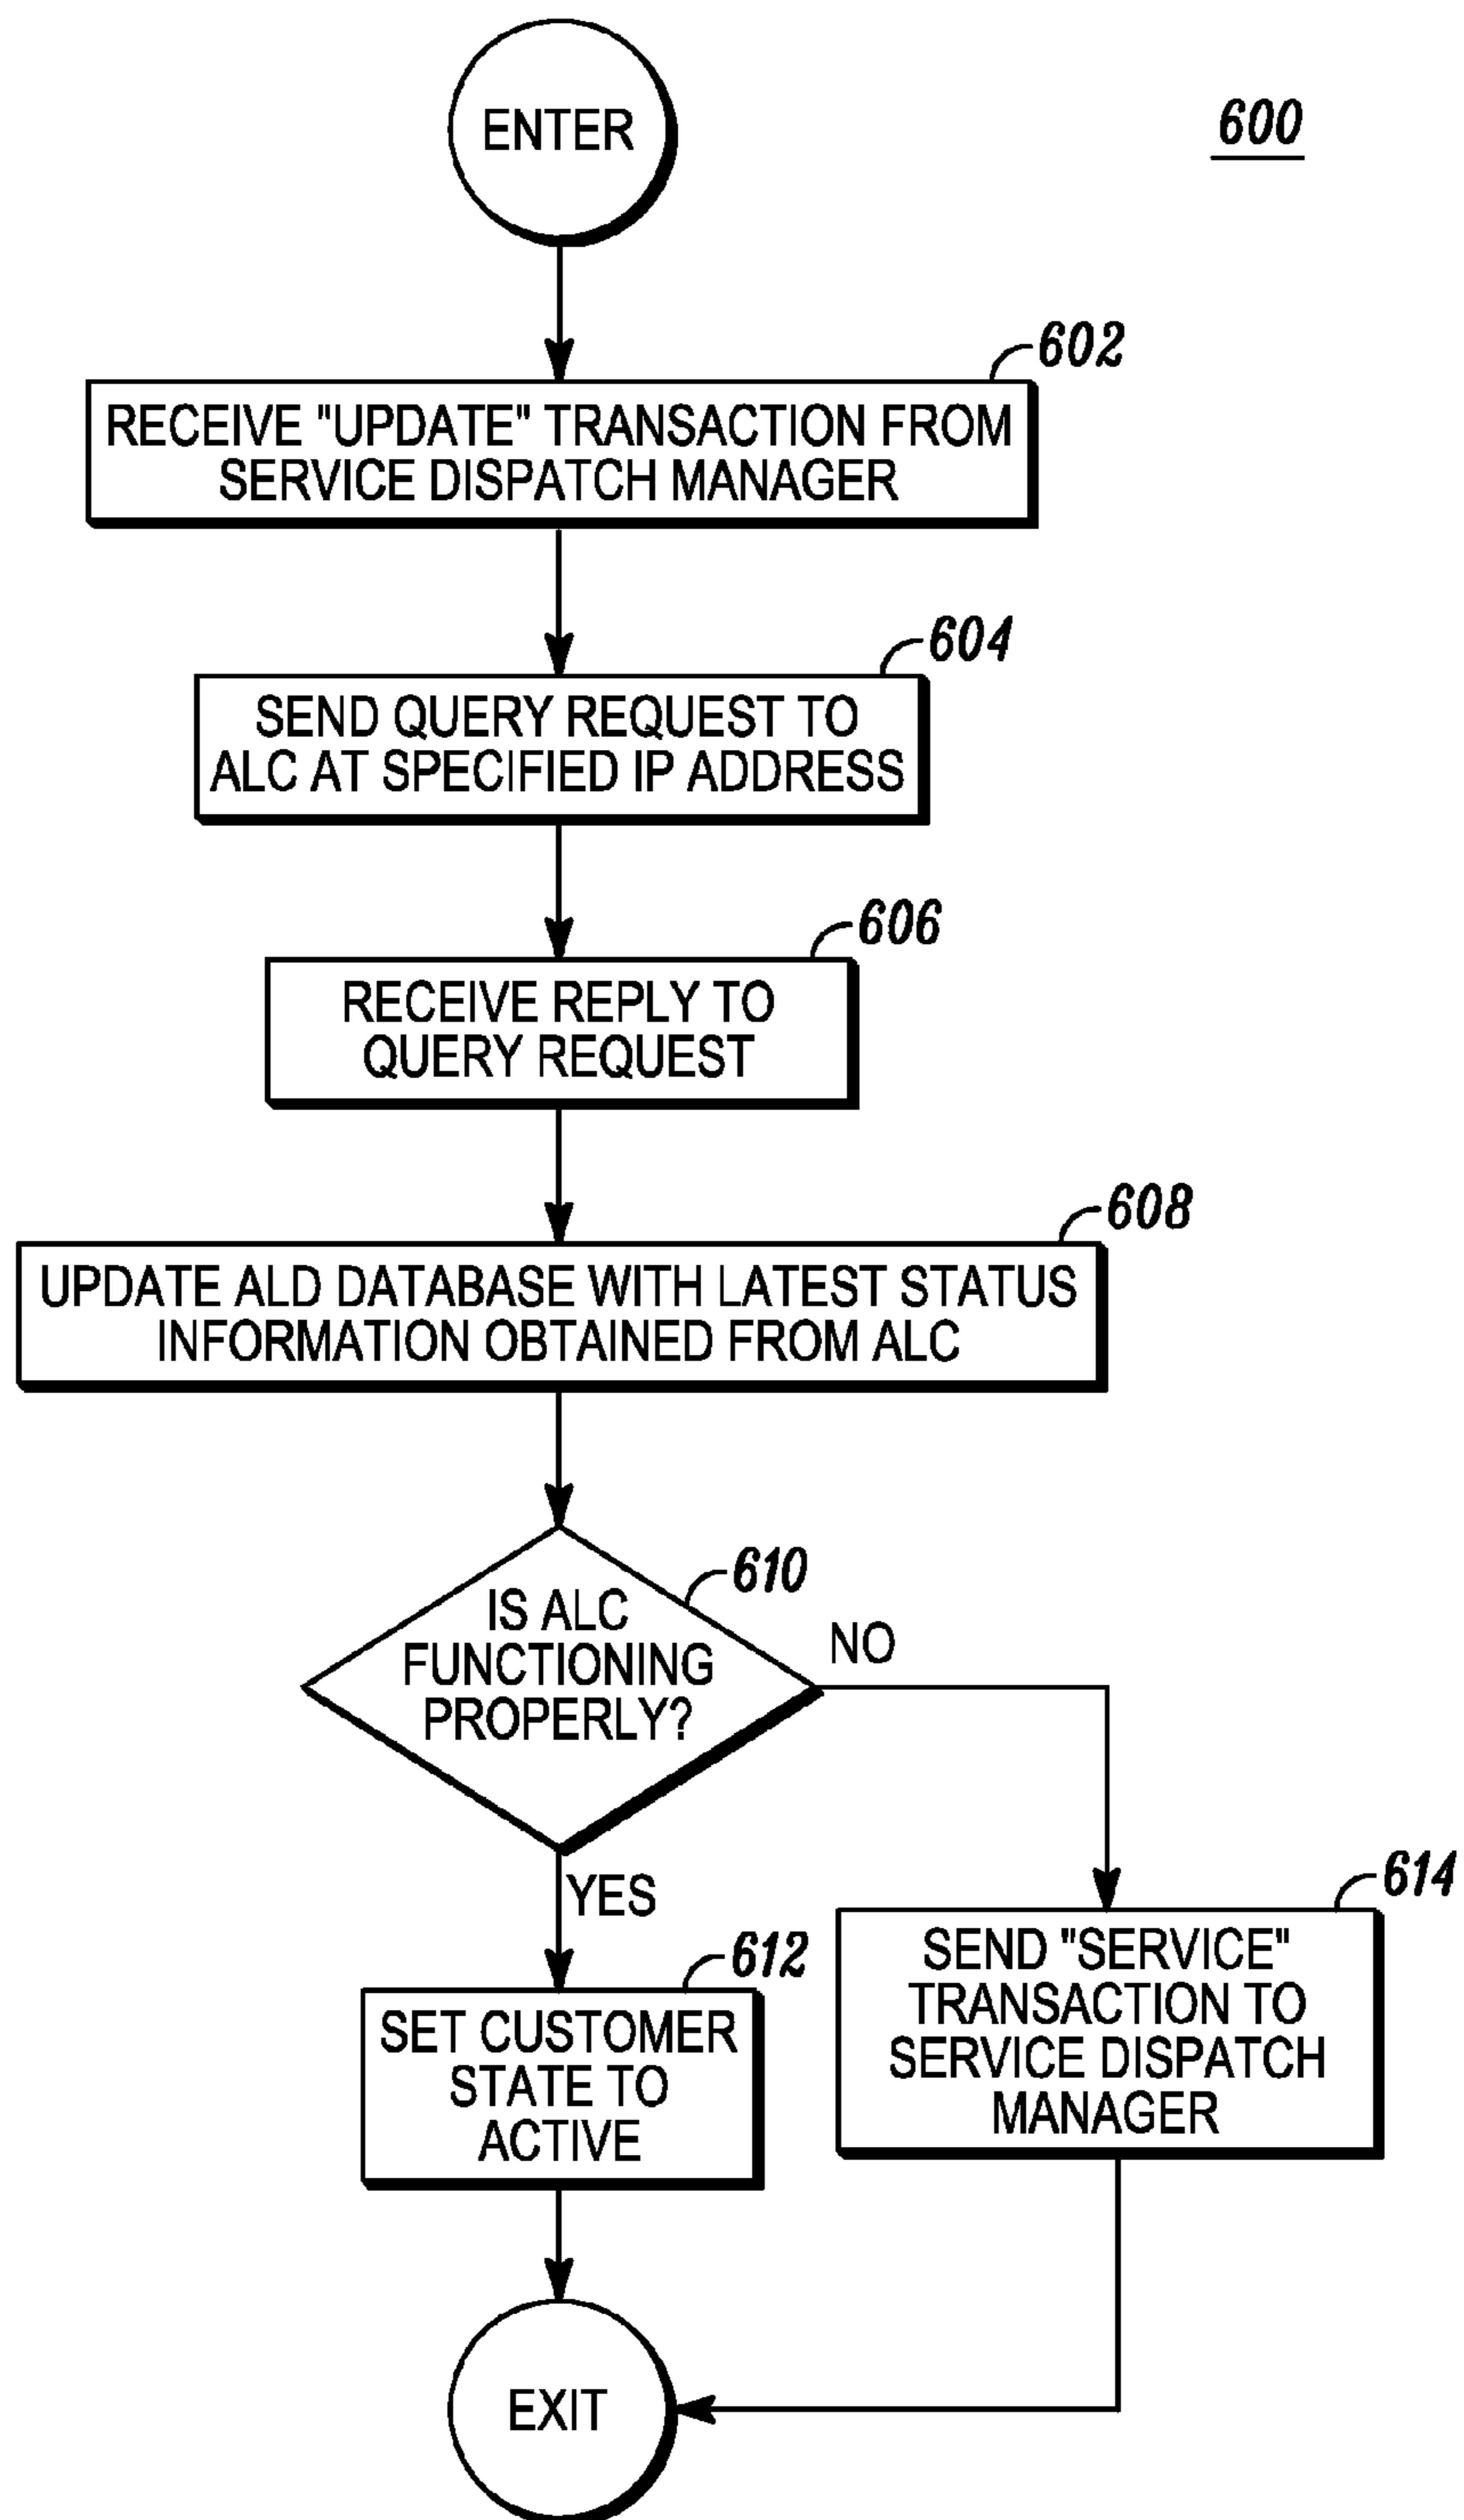 ENTER
600
602
RECEIVE "UPDATE" TRANSACTION FROM
SERVICE DISPATCH MANAGER
604
SEND QUERY REQUEST TO
ALC AT SPECIFIED IP ADDRESS
606
RECEIVE REPLY TO
QUERY REQUEST
608
UPDATE ALD DATABASE WITH LATEST STATUS
INFORMATION OBTAINED FROM ALC
610
IS ALC
FUNCTIONING
PROPERLY?
NO
YES
612
SET CUSTOMER
STATE TO
ACTIVE
614
SEND "SERVICE"
TRANSACTION TO
SERVICE DISPATCH
MANAGER
EXIT